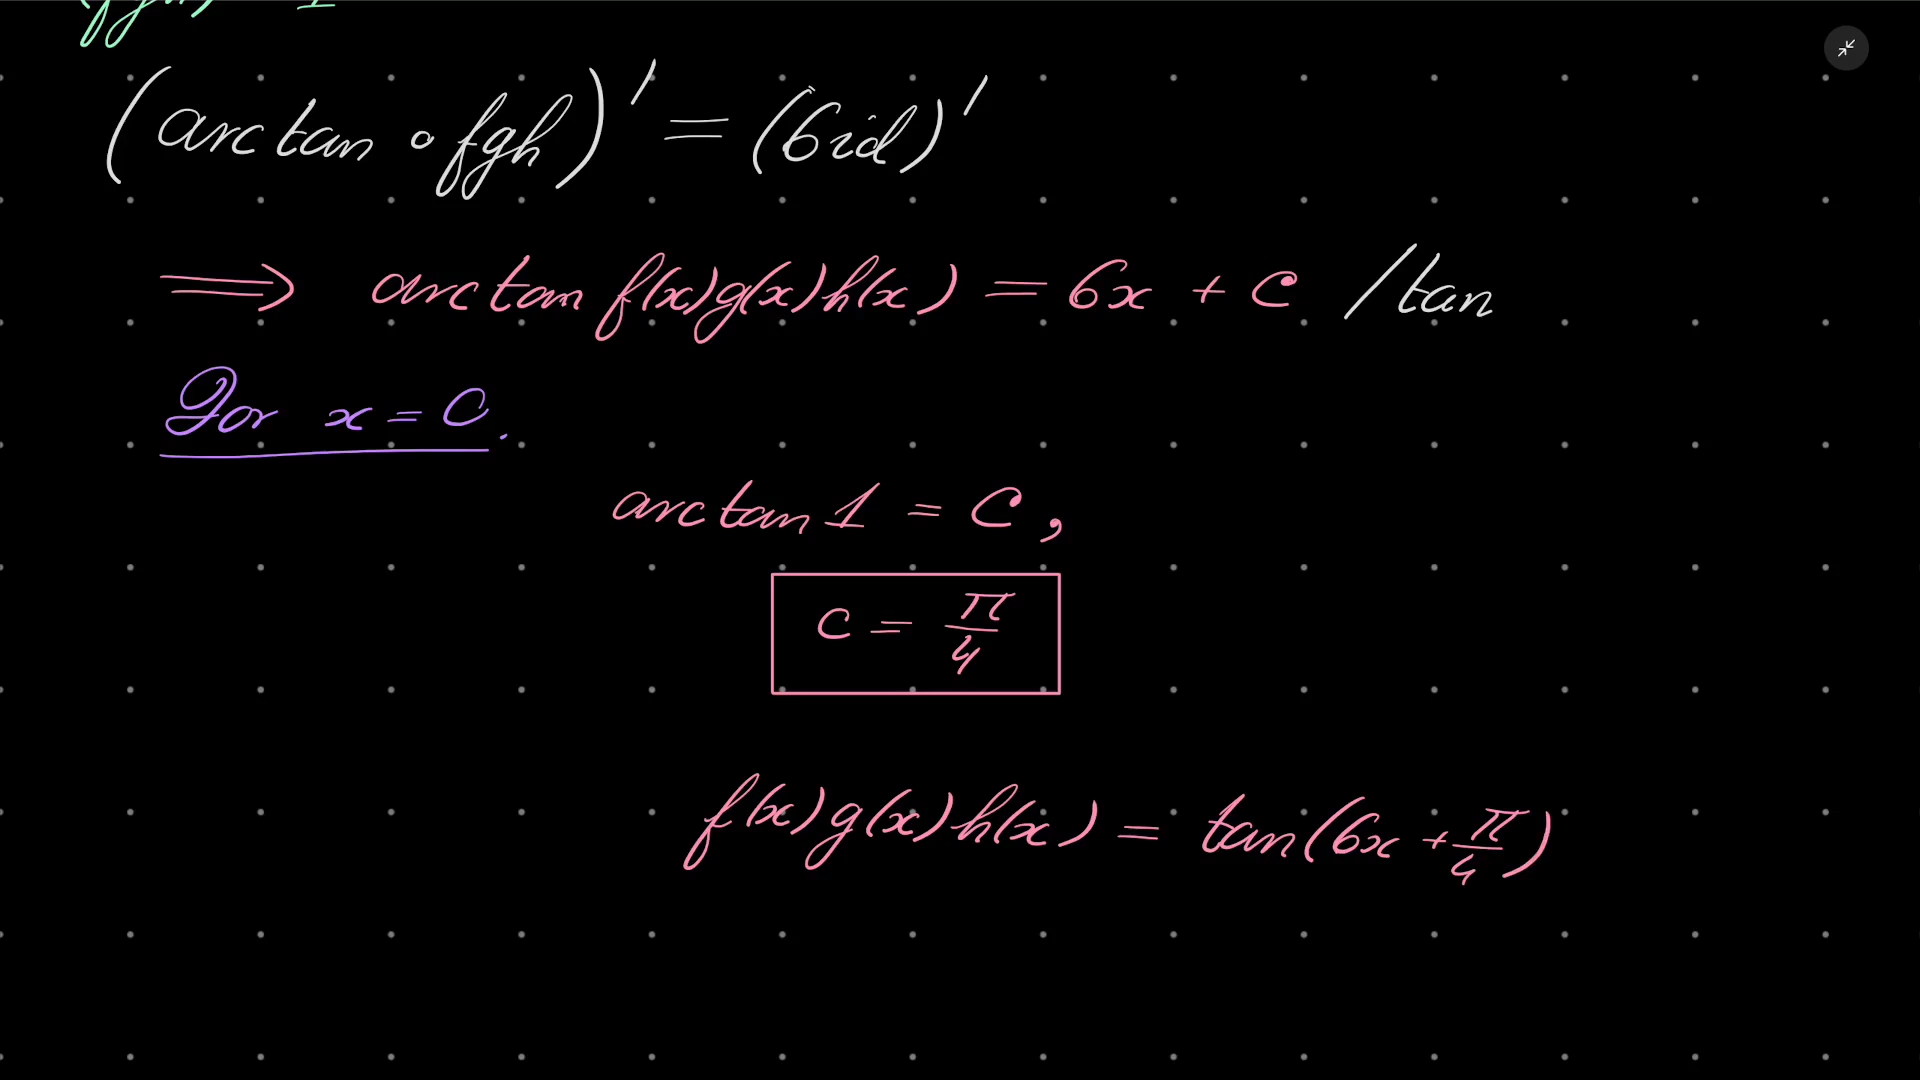 (arctan ∘ fgh)' = (6id)'
⟹ arctan f(x)g(x)h(x) = 6x + C /tan
For x = 0.
arctan 1 = C,
C = π/4
f(x)g(x)h(x) = tan(6x + π/4)